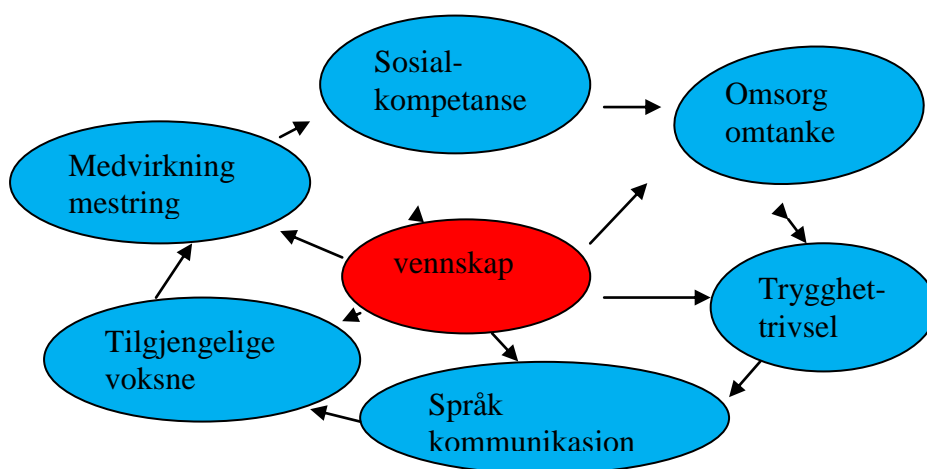 Sosial-
kompetanse
Omsorg
omtanke
Medvirkning
mestring
vennskap
Trygghet-
trivsel
Tilgjengelige
voksne
Språk
kommunikasjon